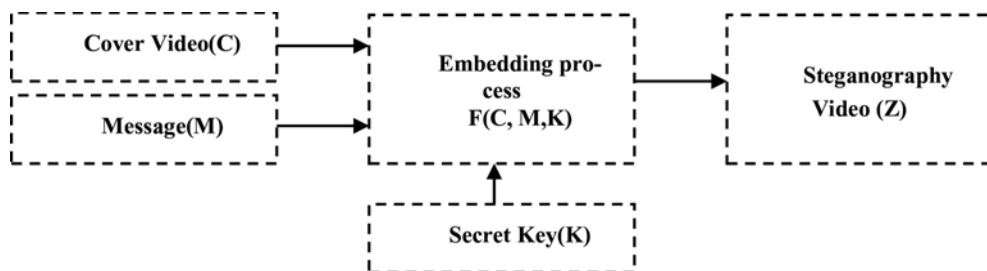 Cover Video(C)
Message(M)
Embedding pro-
cess
F(C, M,K)
Steganography
Video (Z)
Secret Key(K)